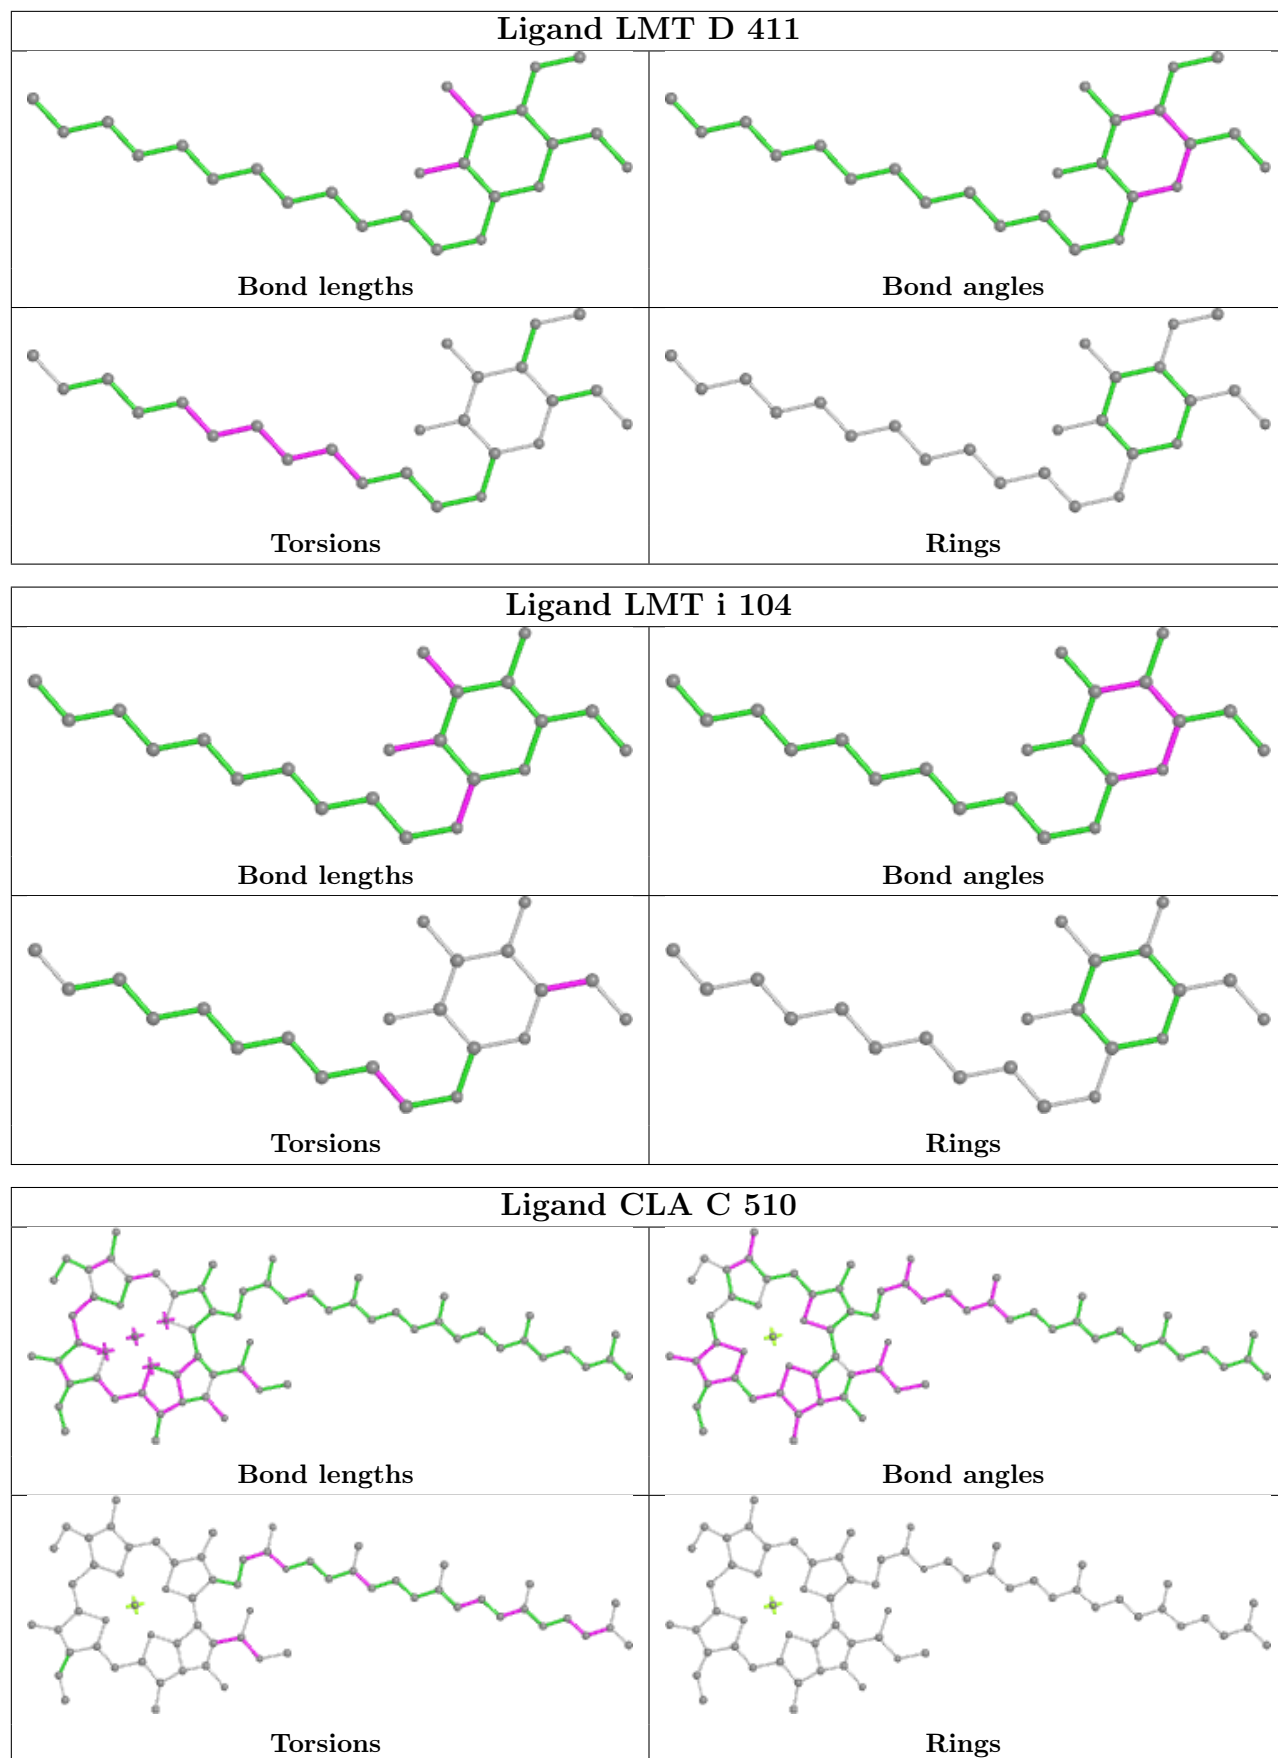 Ligand LMT D 411
Bond lengths
Bond angles
Torsions
Rings
Ligand LMT i 104
Bond lengths
Bond angles
Torsions
Rings
Ligand CLA C 510
Bond lengths
Bond angles
Torsions
Rings